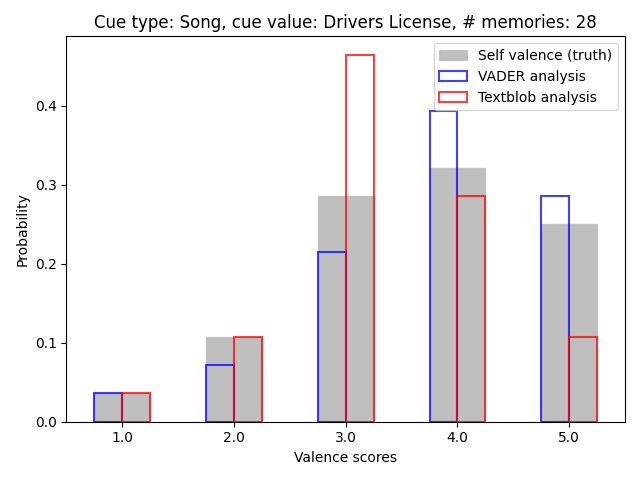 Cue type: Song, cue value: Drivers License, # memories: 28
Self valence (truth)
VADER analysis
Textblob analysis
Probability
0.4
0.3
0.2
0.1
0.0
1.0 2.0 3.0 4.0 5.0
Valence scores